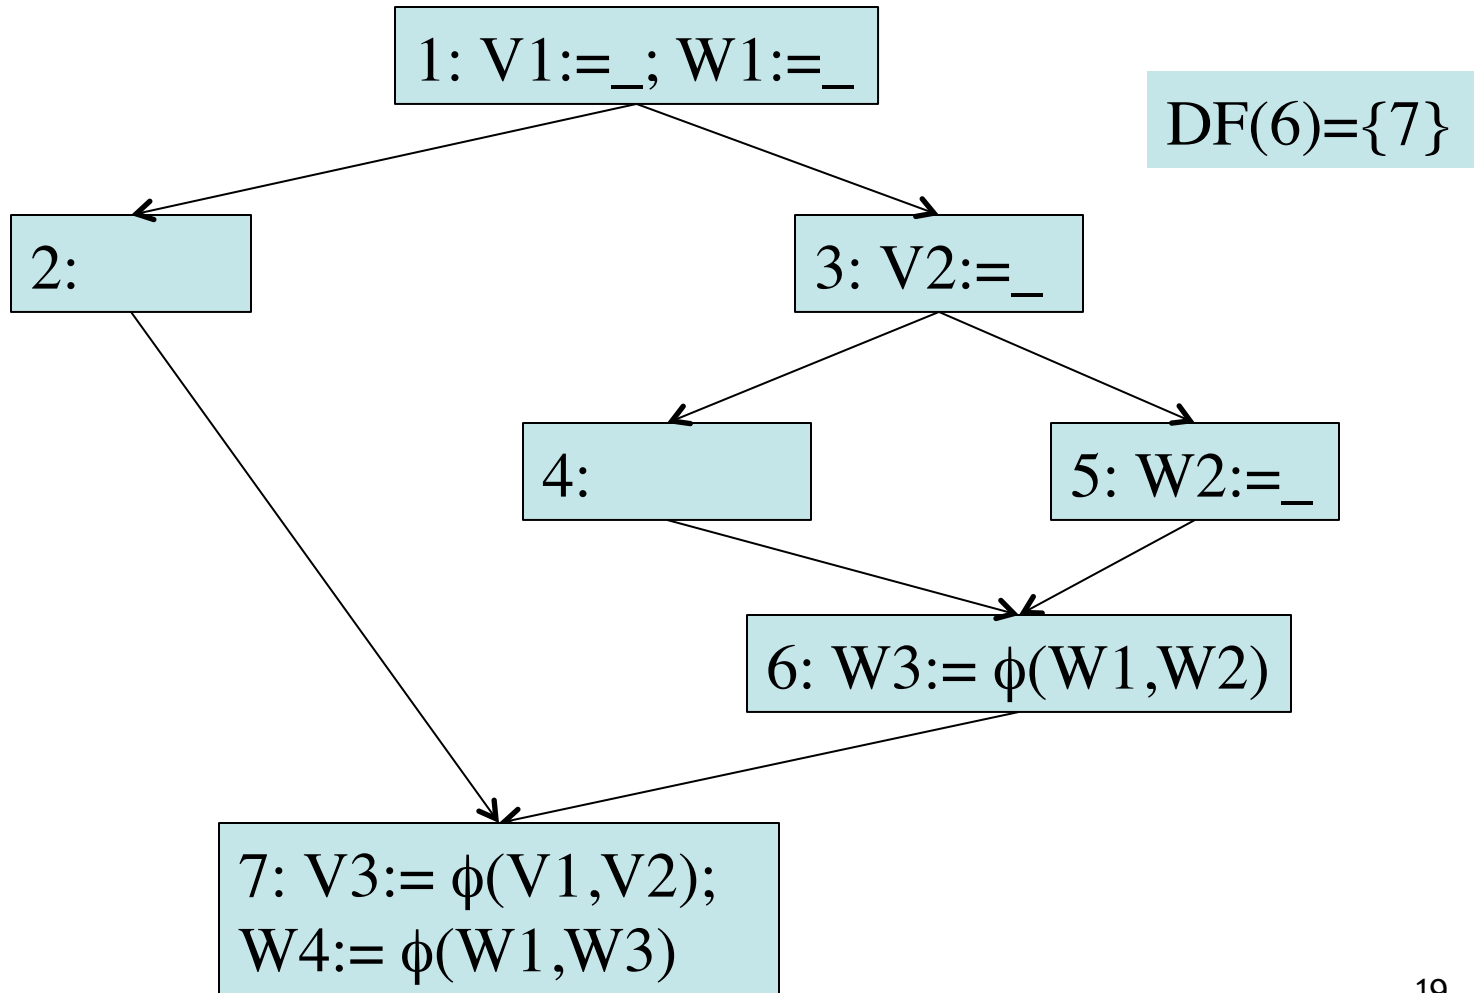 1: V1:=_; W1:=_
DF(6)={7}
2:
3: V2:=_
4:
5: W2:=_
6: W3:= ϕ(W1,W2)
7: V3:= ϕ(V1,V2);
W4:= ϕ(W1,W3)
19